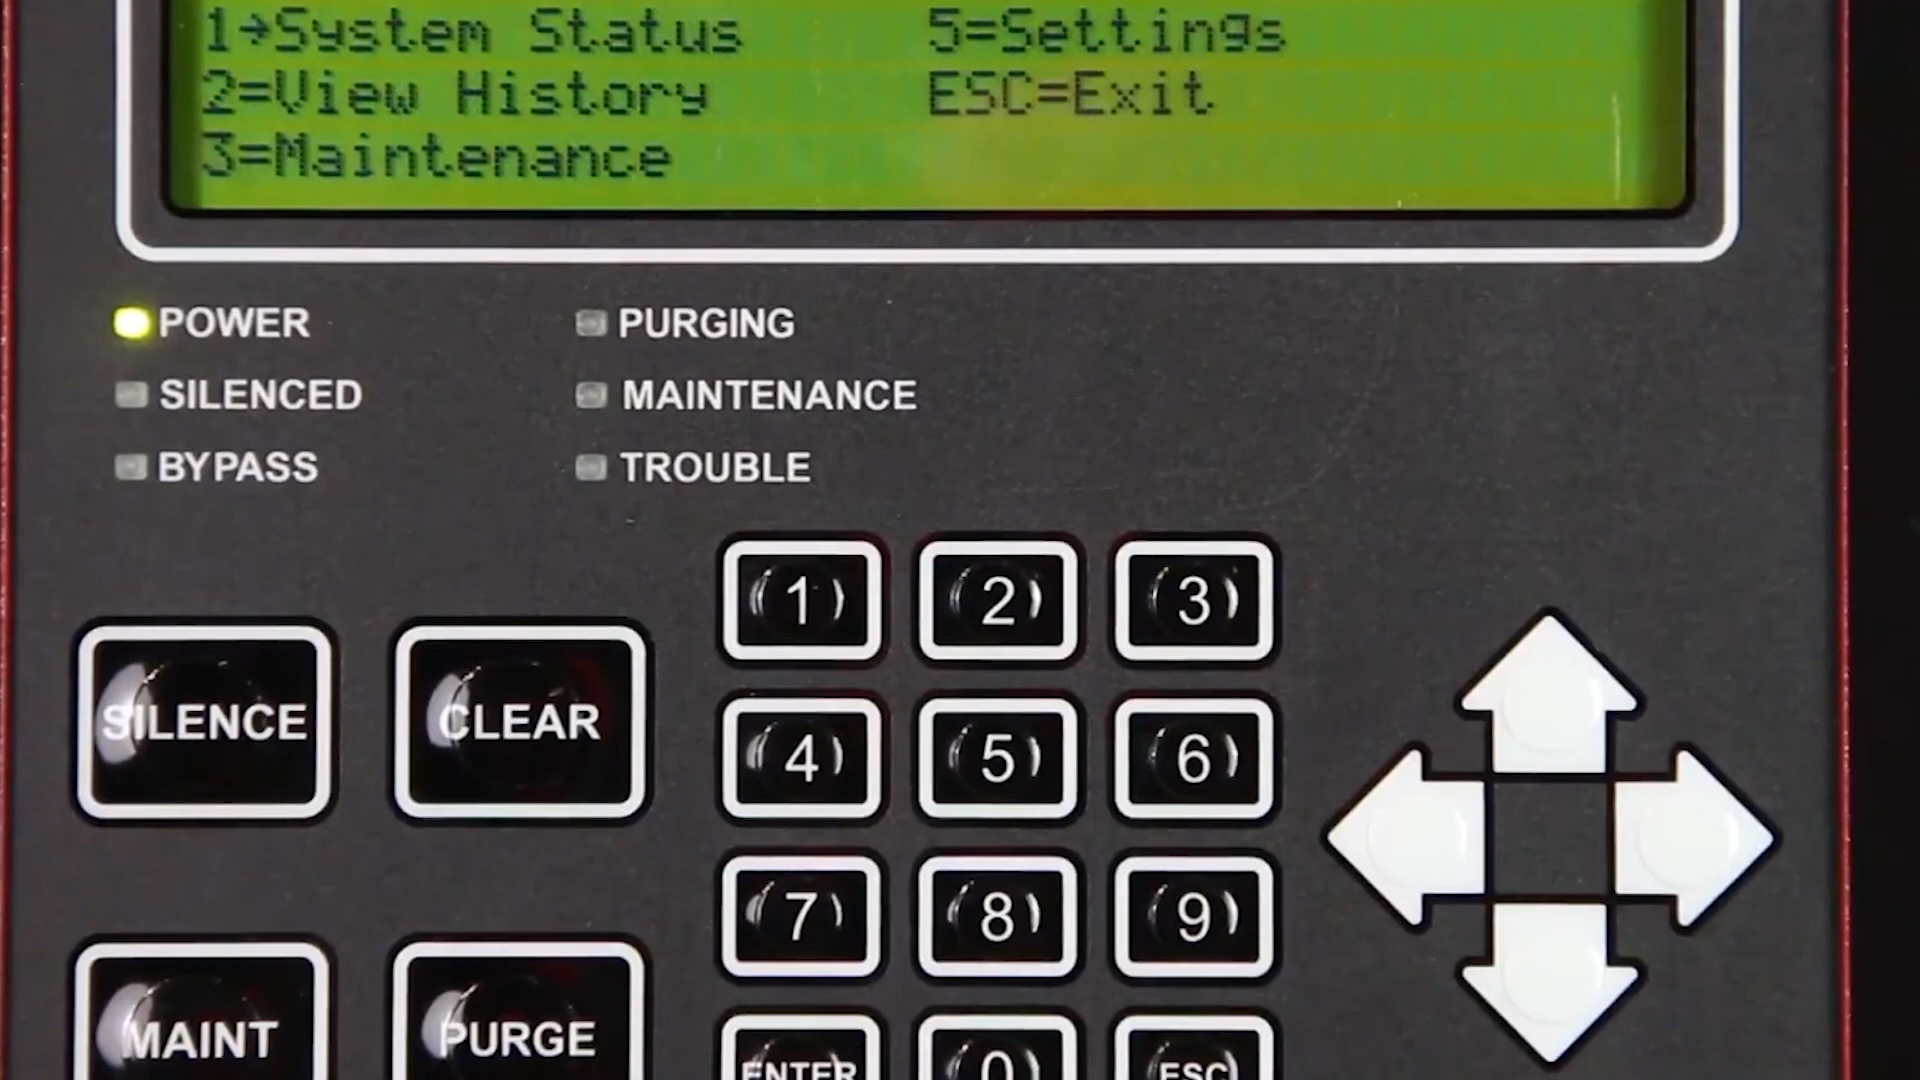 1→System Status 5=Settings
2=View History ESC=Exit
3=Maintenance
POWER PURGING
SILENCED MAINTENANCE
BYPASS TROUBLE
1 2 3
SILENCE CLEAR
4 5 6
7 8 9
MAINT PURGE
ENTER 0 ESC